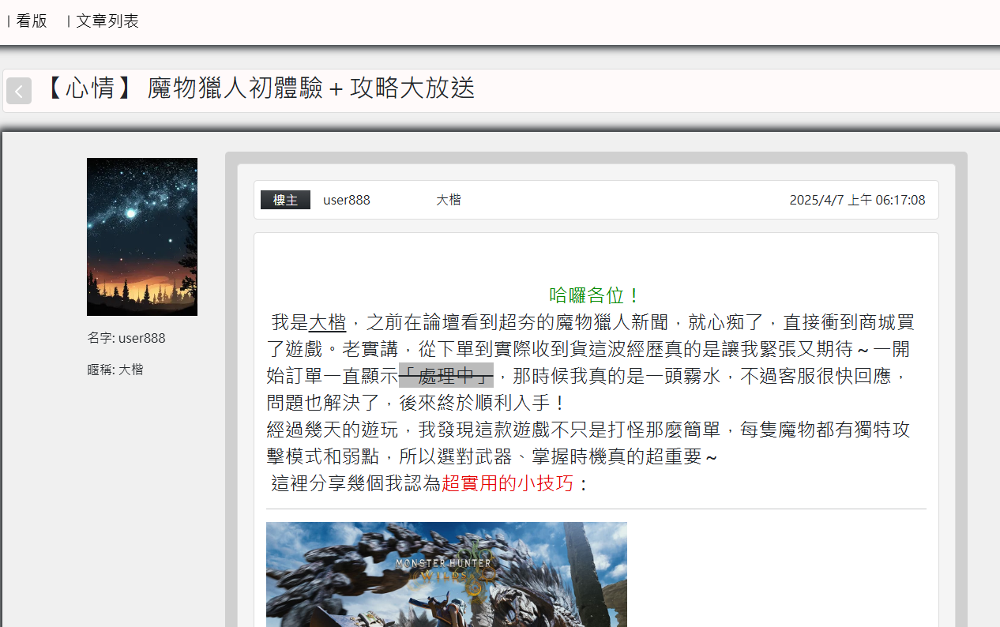 | 看版 | 文章列表
【心情】 魔物獵人初體驗 + 攻略大放送
樓主 user888 大楷 2025/4/7 上午 06:17:08
名字: user888
暱稱: 大楷
哈囉各位！
我是大楷，之前在論壇看到超夯的魔物獵人新聞，就心痴了，直接衝到商城買
了遊戲。老實講，從下單到實際收到貨這波經歷真的是讓我緊張又期待～一開
始訂單一直顯示「處理中」，那時候我真的是一頭霧水，不過客服很快回應，
問題也解決了，後來終於順利入手！
經過幾天的遊玩，我發現這款遊戲不只是打怪那麼簡單，每隻魔物都有獨特攻
擊模式和弱點，所以選對武器、掌握時機真的超重要～
這裡分享幾個我認為超實用的小技巧：
MONSTER HUNTER
WILDS